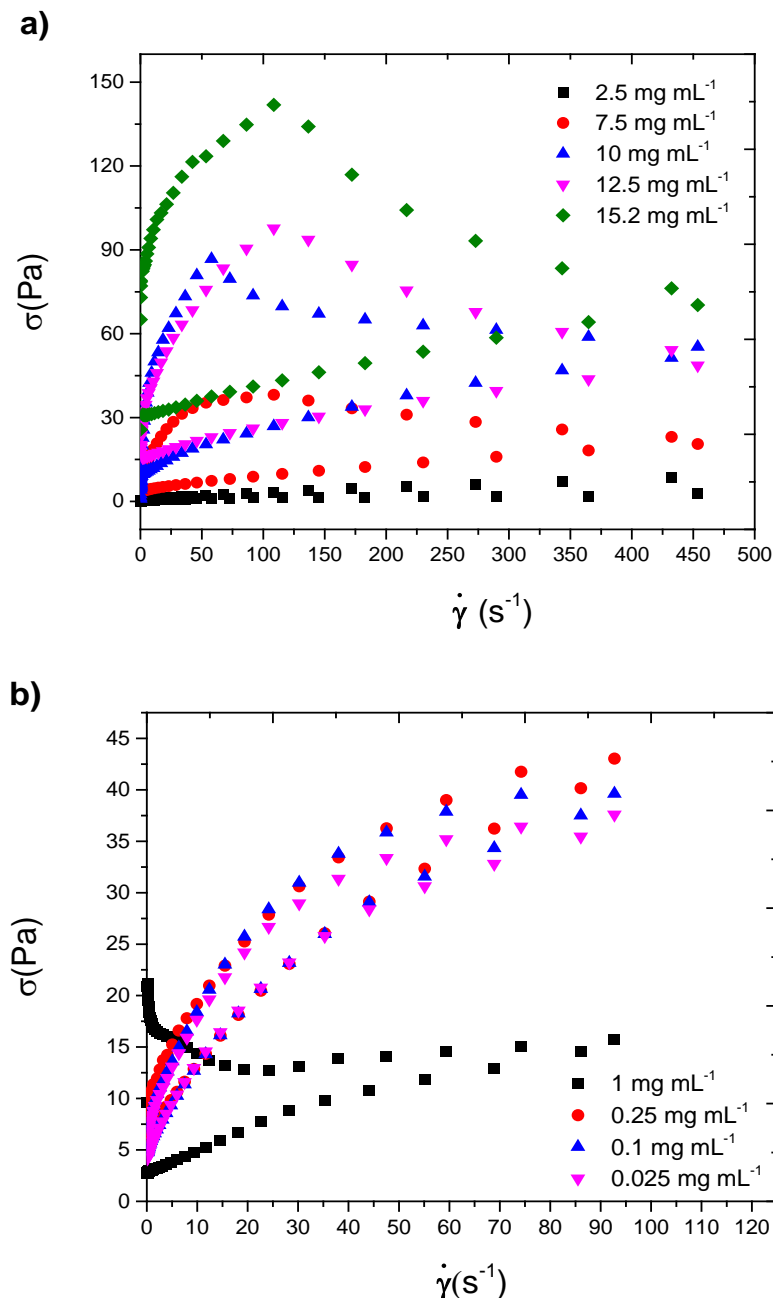 a)
150
120
90
60
30
0
σ(Pa)
2.5 mg mL⁻¹
7.5 mg mL⁻¹
10 mg mL⁻¹
12.5 mg mL⁻¹
15.2 mg mL⁻¹
0 50 100 150 200 250 300 350 400 450 500
γ̇ (s⁻¹)
b)
45
40
35
30
25
20
15
10
5
0
σ(Pa)
1 mg mL⁻¹
0.25 mg mL⁻¹
0.1 mg mL⁻¹
0.025 mg mL⁻¹
0 10 20 30 40 50 60 70 80 90 100 110 120
γ̇(s⁻¹)